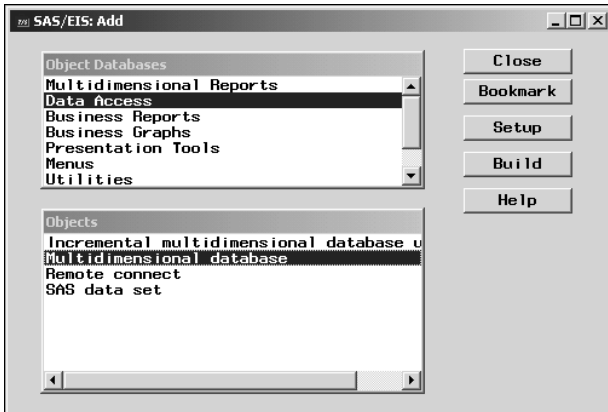 SAS/EIS: Add
Object Databases
Multidimensional Reports
Data Access
Business Reports
Business Graphs
Presentation Tools
Menus
Utilities
Close
Bookmark
Setup
Build
Help
Objects
Incremental multidimensional database u
Multidimensional database
Remote connect
SAS data set